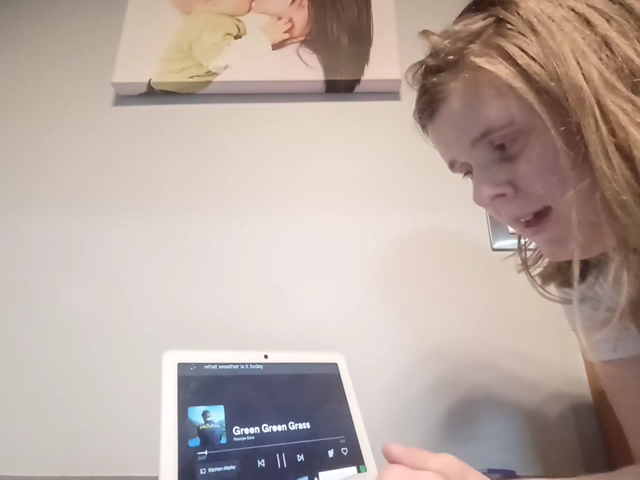 what weather is it today
Green Green Grass
George Ezra
Kitchen display